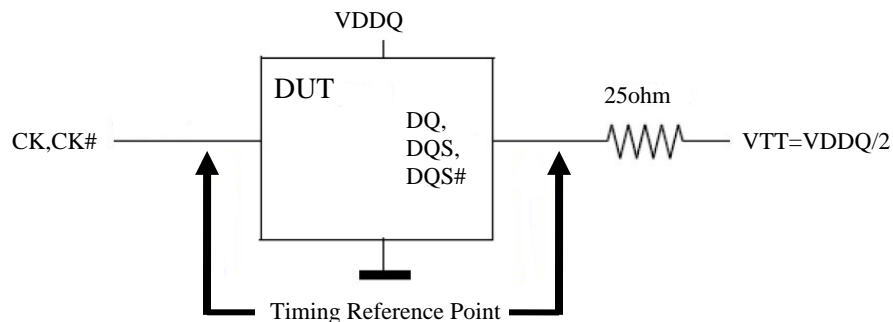 VDDQ
DUT
CK,CK#
DQ,
DQS,
DQS#
25ohm
VTT=VDDQ/2
Timing Reference Point